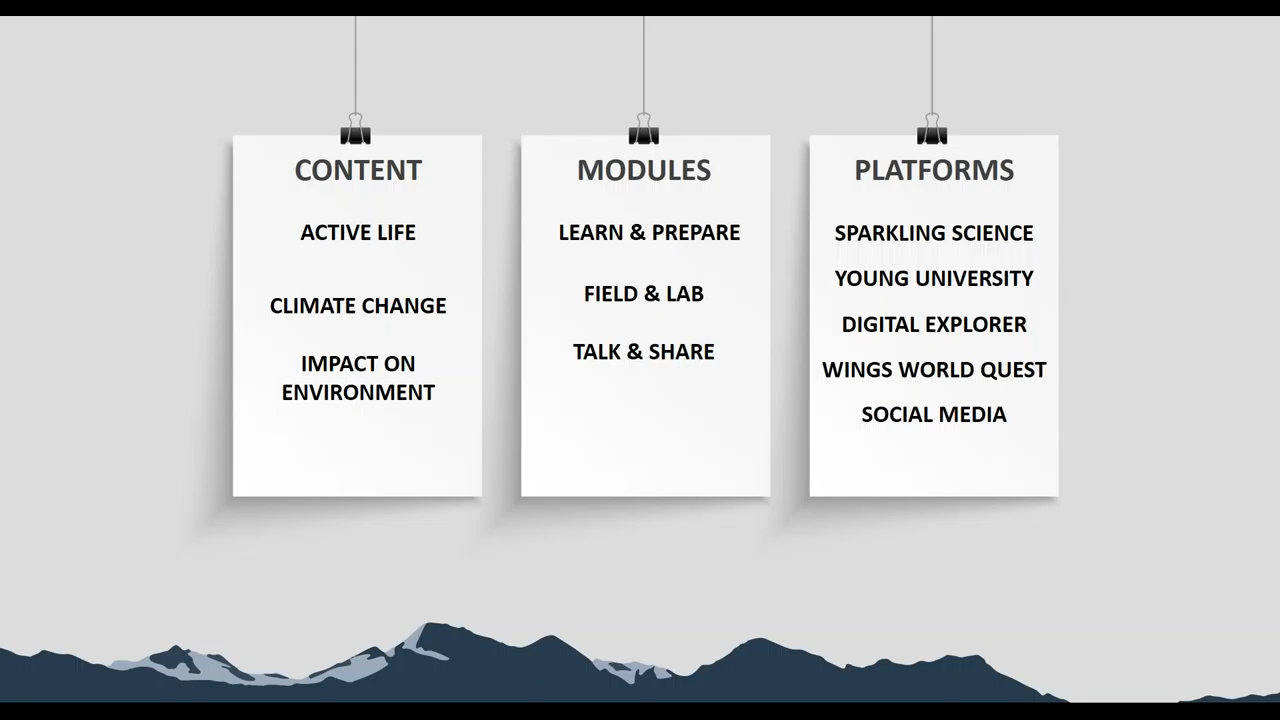 CONTENT
ACTIVE LIFE
CLIMATE CHANGE
IMPACT ON
ENVIRONMENT
MODULES
LEARN & PREPARE
FIELD & LAB
TALK & SHARE
PLATFORMS
SPARKLING SCIENCE
YOUNG UNIVERSITY
DIGITAL EXPLORER
WINGS WORLD QUEST
SOCIAL MEDIA